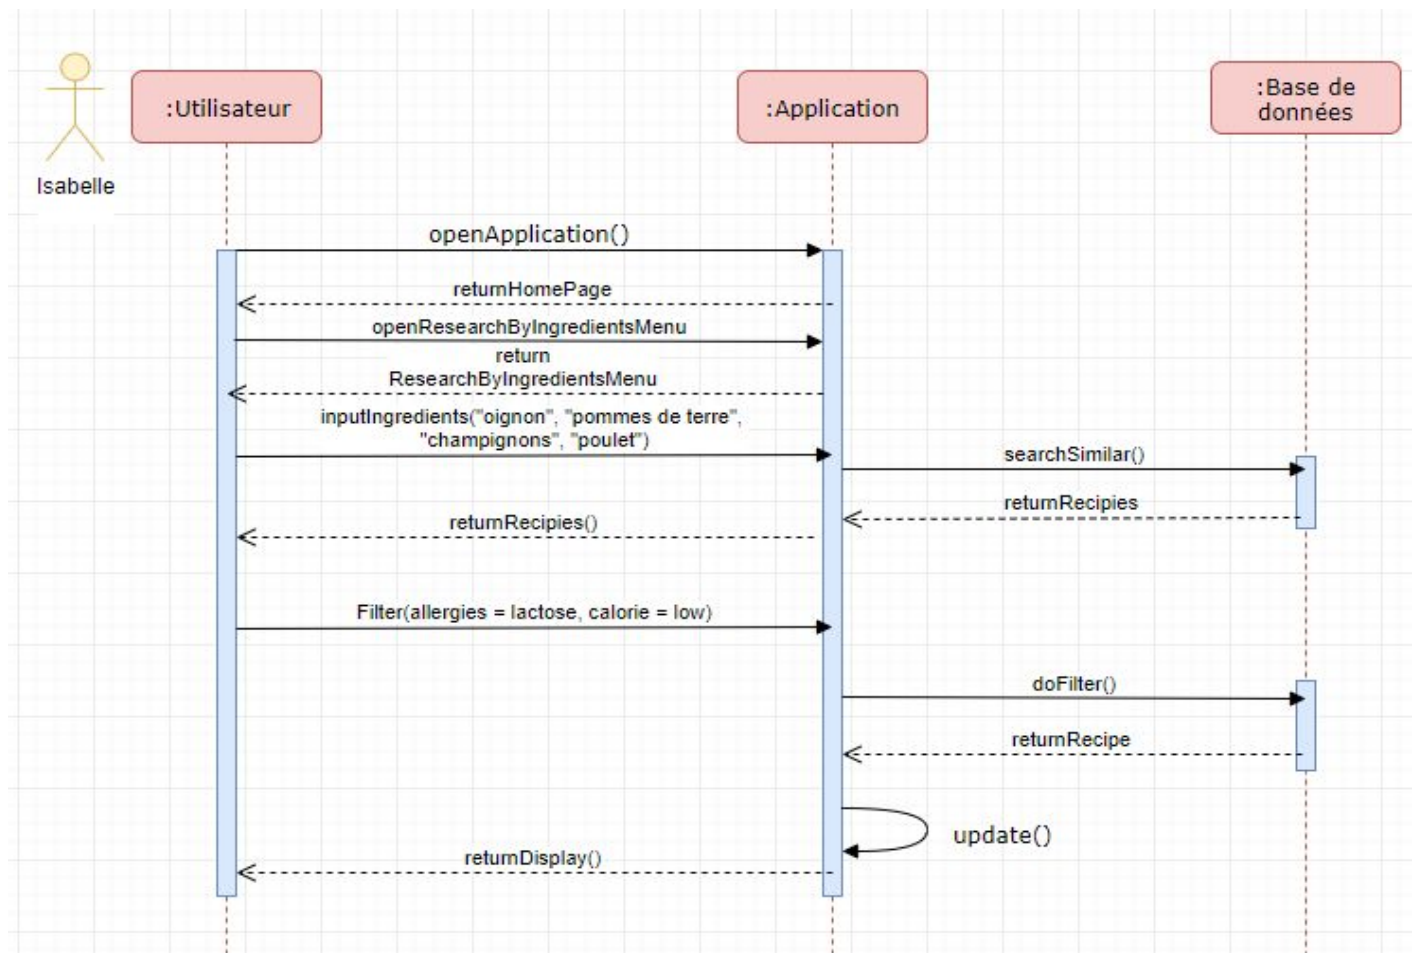 :Utilisateur
:Application
:Base de
données
Isabelle
openApplication()
returnHomePage
openResearchByIngredientsMenu
return
ResearchByIngredientsMenu
inputIngredients("oignon", "pommes de terre",
"champignons", "poulet")
searchSimilar()
returnRecipies
returnRecipies()
Filter(allergies = lactose, calorie = low)
doFilter()
returnRecipe
update()
returnDisplay()